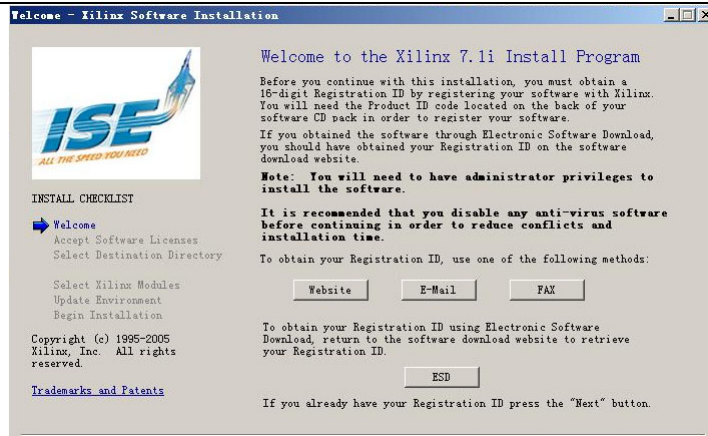 Welcome - Xilinx Software Installation
ISE
ALL THE SPEED YOU NEED
INSTALL CHECKLIST
Welcome
Accept Software Licenses
Select Destination Directory
Select Xilinx Modules
Update Environment
Begin Installation
Copyright (c) 1995-2005
Xilinx, Inc.  All rights
reserved.
Trademarks and Patents
Welcome to the Xilinx 7.1i Install Program
Before you continue with this installation, you must obtain a
16-digit Registration ID by registering your software with Xilinx.
You will need the Product ID code located on the back of your
software CD pack in order to register your software.
If you obtained the software through Electronic Software Download,
you should have obtained your Registration ID on the software
download website.
Note:  You will need to have administrator privileges to
install the software.
It is recommended that you disable any anti-virus software
before continuing in order to reduce conflicts and
installation time.
To obtain your Registration ID, use one of the following methods:
Website
E-Mail
FAX
To obtain your Registration ID using Electronic Software
Download, return to the software download website to retrieve
your Registration ID.
ESD
If you already have your Registration ID press the "Next" button.